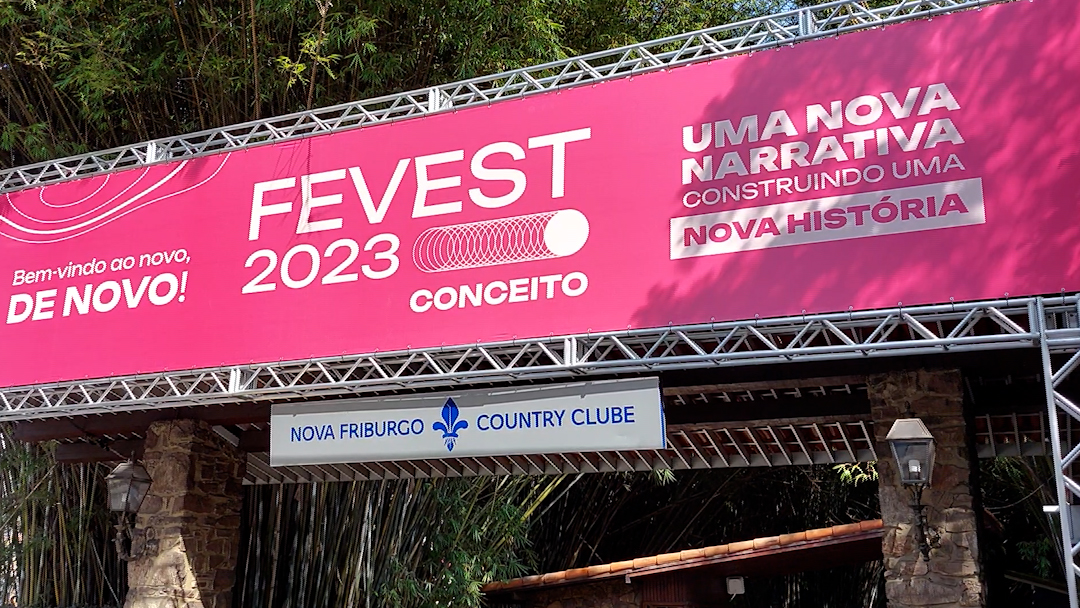 Bem-vindo ao novo,
DE NOVO!
FEVEST
2023
CONCEITO
UMA NOVA
NARRATIVA
CONSTRUINDO UMA
NOVA HISTÓRIA
NOVA FRIBURGO COUNTRY CLUBE